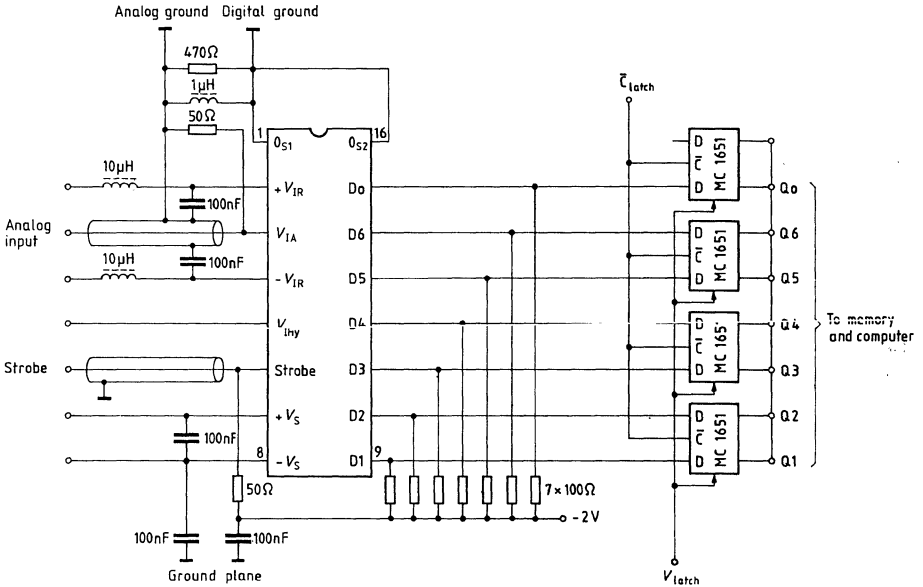 Analog ground Digital ground
470Ω
1µH
50Ω
C̄latch
1 16
0S1 0S2
D MC 1651
C̄
D
10µH
+VIR Do Qo
100nF
Analog
input
VIA D6 D MC 1651 Q6
C̄
10µH
100nF
-VIR D5 D Q5
VIhy D4 D Q4
C̄
To memory
and computer
Strobe Strobe D3 D Q3
+VS D2 D MC 1651 Q2
100nF
C̄
8 9
-VS D1 D Q1
50Ω 7×100Ω
-2V
100nF 100nF
Ground plane
Vlatch